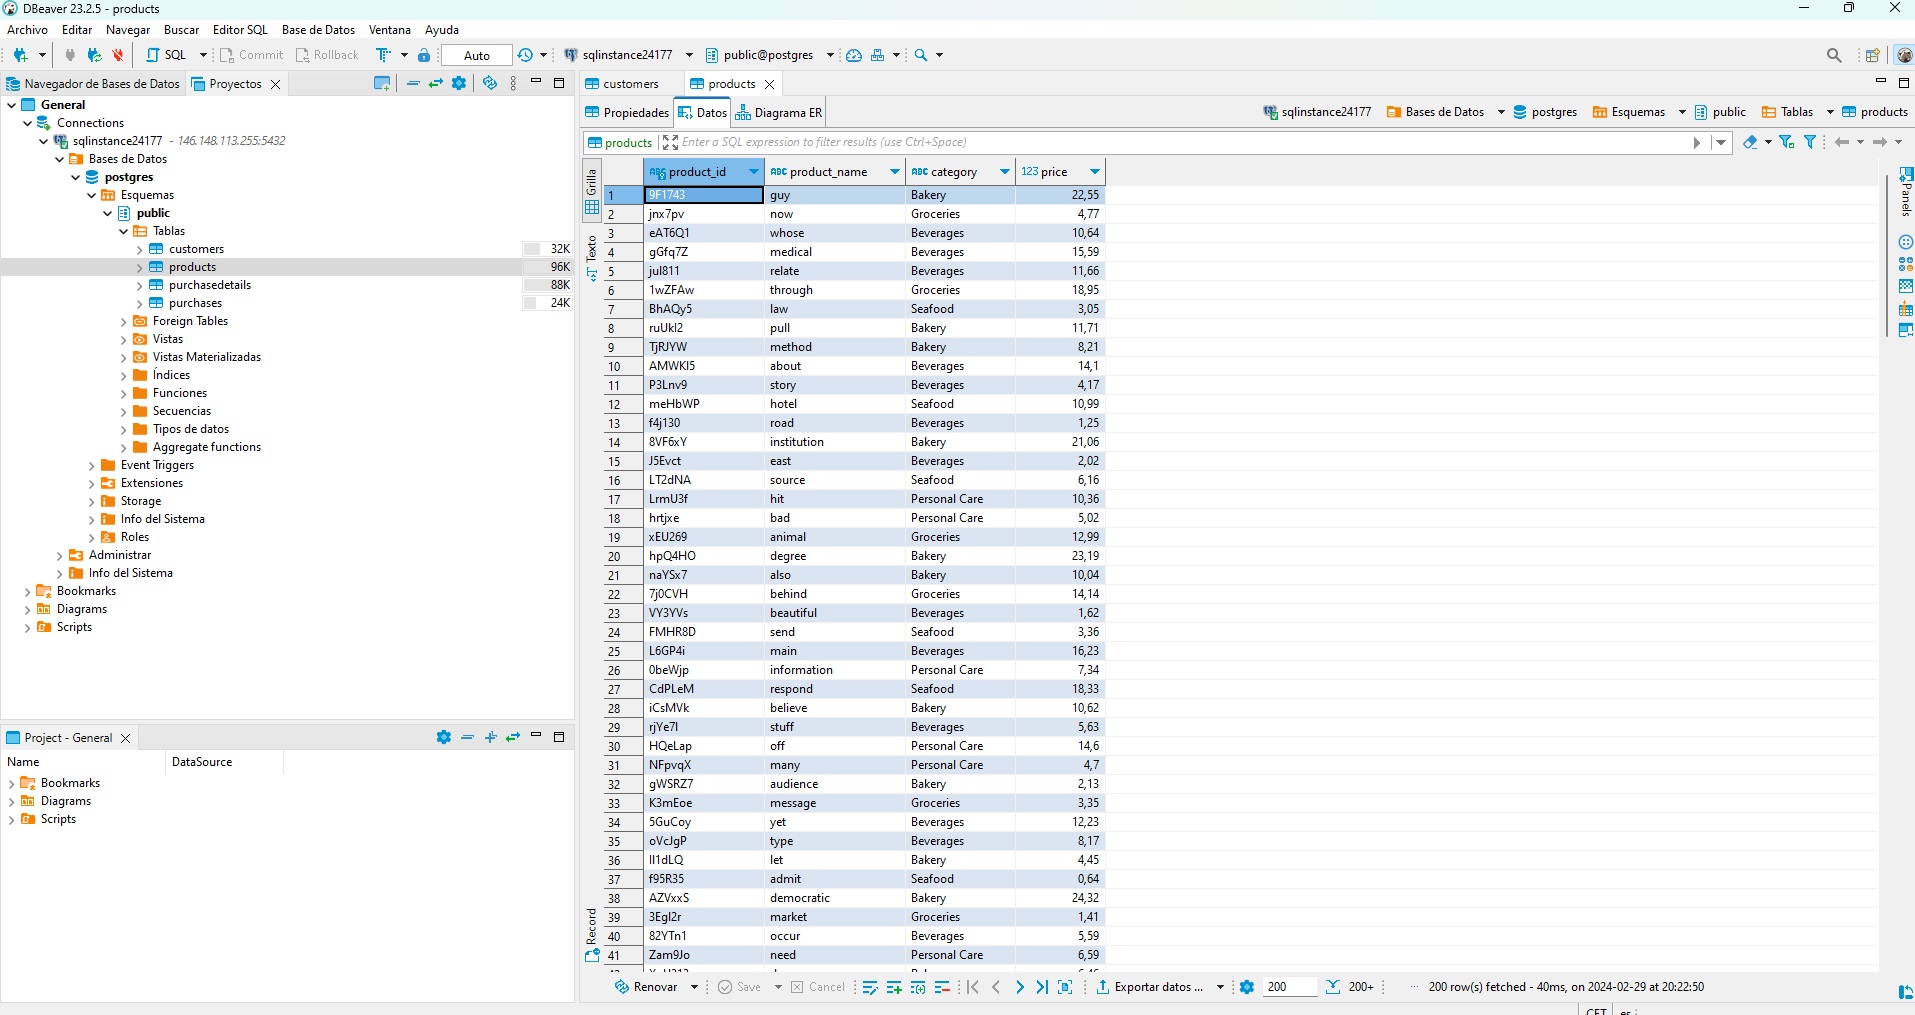 DBeaver 23.2.5 - products
Archivo Editar Navegar Buscar Editor SQL Base de Datos Ventana Ayuda
SQL Commit Rollback Auto sqlinstance24177 public@postgres
Navegador de Bases de Datos Proyectos
General
Connections
sqlinstance24177 - 146.148.113.255:5432
Bases de Datos
postgres
Esquemas
public
Tablas
customers 32K
products 96K
purchasedetails 88K
purchases 24K
Foreign Tables
Vistas
Vistas Materializadas
Índices
Funciones
Secuencias
Tipos de datos
Aggregate functions
Event Triggers
Extensiones
Storage
Info del Sistema
Roles
Administrar
Info del Sistema
Bookmarks
Diagrams
Scripts
Project - General
Name DataSource
Bookmarks
Diagrams
Scripts
customers products
Propiedades Datos Diagrama ER sqlinstance24177 Bases de Datos postgres Esquemas public Tablas products
products Enter a SQL expression to filter results (use Ctrl+Space)
Grilla
Texto
Record
Panels
ABC product_id ABC product_name ABC category 123 price
1 9F1743 guy Bakery 22,55
2 jnx7pv now Groceries 4,77
3 eAT6Q1 whose Beverages 10,64
4 gGfq7Z medical Beverages 15,59
5 jul811 relate Beverages 11,66
6 1wZFAw through Groceries 18,95
7 BhAQy5 law Seafood 3,05
8 ruUkl2 pull Bakery 11,71
9 TjRJYW method Bakery 8,21
10 AMWKI5 about Beverages 14,1
11 P3Lnv9 story Beverages 4,17
12 meHbWP hotel Seafood 10,99
13 f4j130 road Beverages 1,25
14 8VF6xY institution Bakery 21,06
15 J5Evct east Beverages 2,02
16 LT2dNA source Seafood 6,16
17 LrmU3f hit Personal Care 10,36
18 hrtjxe bad Personal Care 5,02
19 xEU269 animal Groceries 12,99
20 hpQ4HO degree Bakery 23,19
21 naYSx7 also Bakery 10,04
22 7j0CVH behind Groceries 14,14
23 VY3YVs beautiful Beverages 1,62
24 FMHR8D send Seafood 3,36
25 L6GP4i main Beverages 16,23
26 0beWjp information Personal Care 7,34
27 CdPLeM respond Seafood 18,33
28 iCsMVk believe Bakery 10,62
29 rjYe7l stuff Beverages 5,63
30 HQeLap off Personal Care 14,6
31 NFpvqX many Personal Care 4,7
32 gWSRZ7 audience Bakery 2,13
33 K3mEoe message Groceries 3,35
34 5GuCoy yet Beverages 12,23
35 oVcJgP type Beverages 8,17
36 Il1dLQ let Bakery 4,45
37 f95R35 admit Seafood 0,64
38 AZVxxS democratic Bakery 24,32
39 3Egl2r market Groceries 1,41
40 82YTn1 occur Beverages 5,59
41 Zam9Jo need Personal Care 6,59
Renovar Save Cancel Exportar datos ... 200 200+ ... 200 row(s) fetched - 40ms, on 2024-02-29 at 20:22:50
CET es